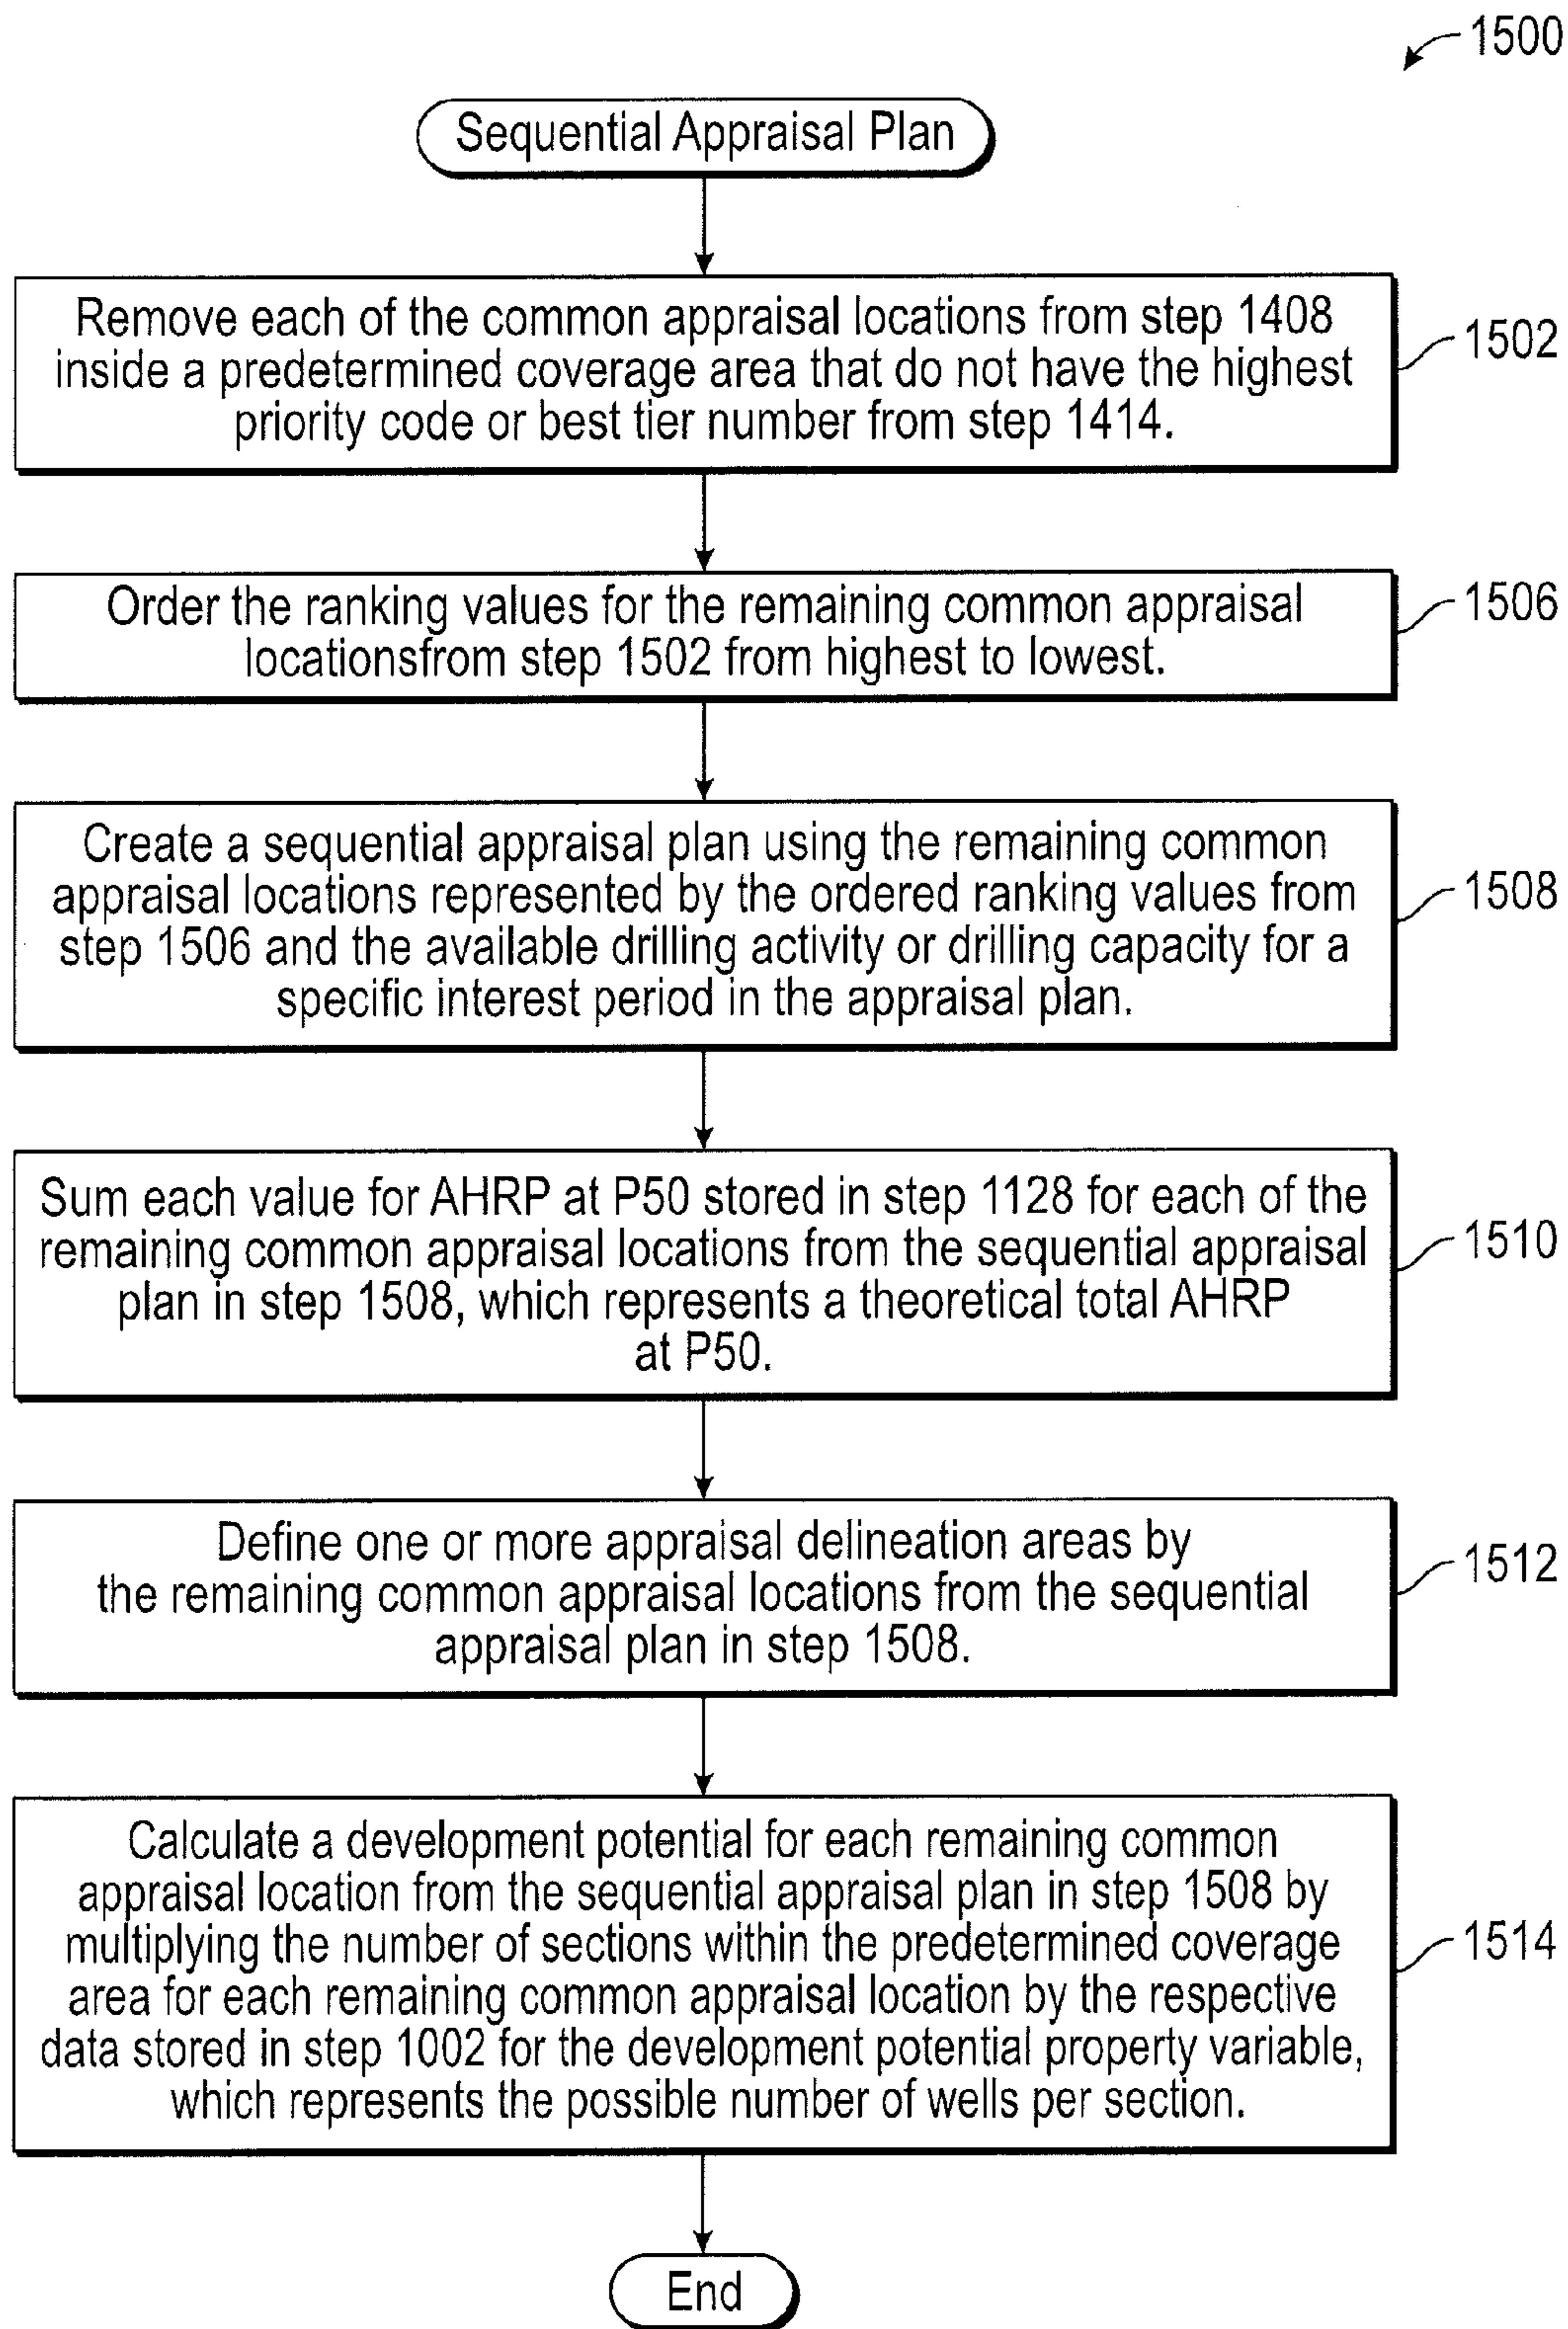 1500
Sequential Appraisal Plan
Remove each of the common appraisal locations from step 1408
inside a predetermined coverage area that do not have the highest
priority code or best tier number from step 1414.
1502
Order the ranking values for the remaining common appraisal
locationsfrom step 1502 from highest to lowest.
1506
Create a sequential appraisal plan using the remaining common
appraisal locations represented by the ordered ranking values from
step 1506 and the available drilling activity or drilling capacity for a
specific interest period in the appraisal plan.
1508
Sum each value for AHRP at P50 stored in step 1128 for each of the
remaining common appraisal locations from the sequential appraisal
plan in step 1508, which represents a theoretical total AHRP
at P50.
1510
Define one or more appraisal delineation areas by
the remaining common appraisal locations from the sequential
appraisal plan in step 1508.
1512
Calculate a development potential for each remaining common
appraisal location from the sequential appraisal plan in step 1508 by
multiplying the number of sections within the predetermined coverage
area for each remaining common appraisal location by the respective
data stored in step 1002 for the development potential property variable,
which represents the possible number of wells per section.
1514
End